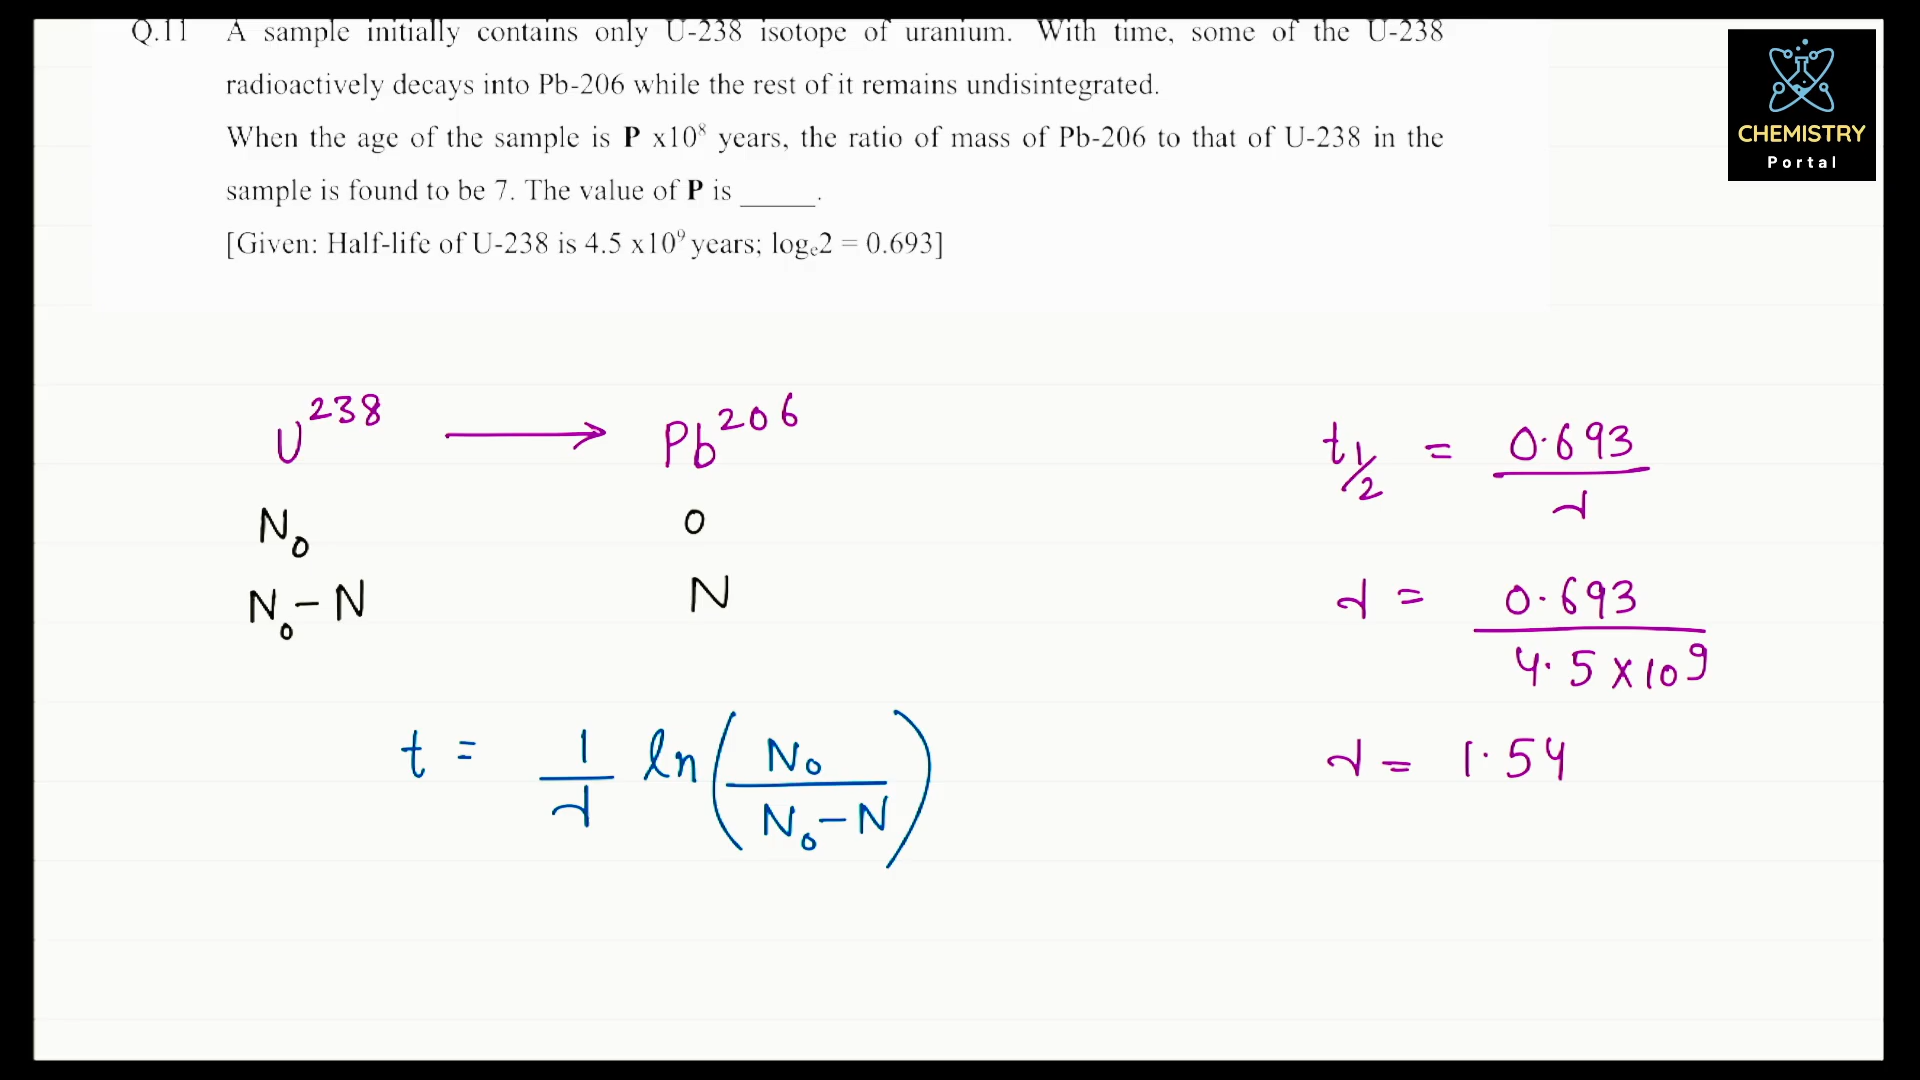 Q.11 A sample initially contains only U-238 isotope of uranium. With time, some of the U-238
radioactively decays into Pb-206 while the rest of it remains undisintegrated.
When the age of the sample is P x10⁸ years, the ratio of mass of Pb-206 to that of U-238 in the
sample is found to be 7. The value of P is _____.
[Given: Half-life of U-238 is 4.5 x10⁹ years; logₑ2 = 0.693]
CHEMISTRY
Portal
U²³⁸ ⟶ Pb²⁰⁶
N₀ 0
N₀ – N N
t = 1/λ ln(N₀/(N₀–N))
t1/2 = 0.693/λ
λ = 0.693/4.5 × 10⁹
λ = 1.54